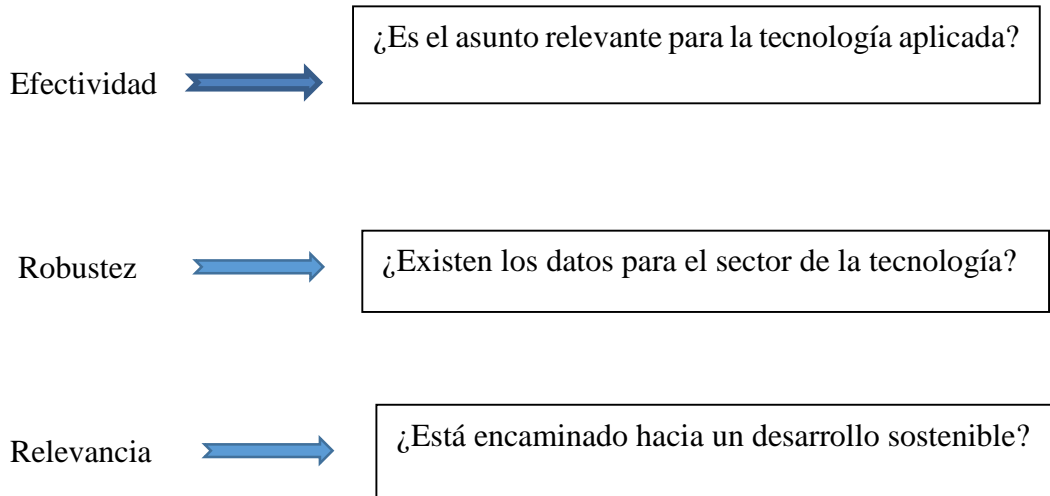 ¿Es el asunto relevante para la tecnología aplicada?
Efectividad
Robustez
¿Existen los datos para el sector de la tecnología?
Relevancia
¿Está encaminado hacia un desarrollo sostenible?